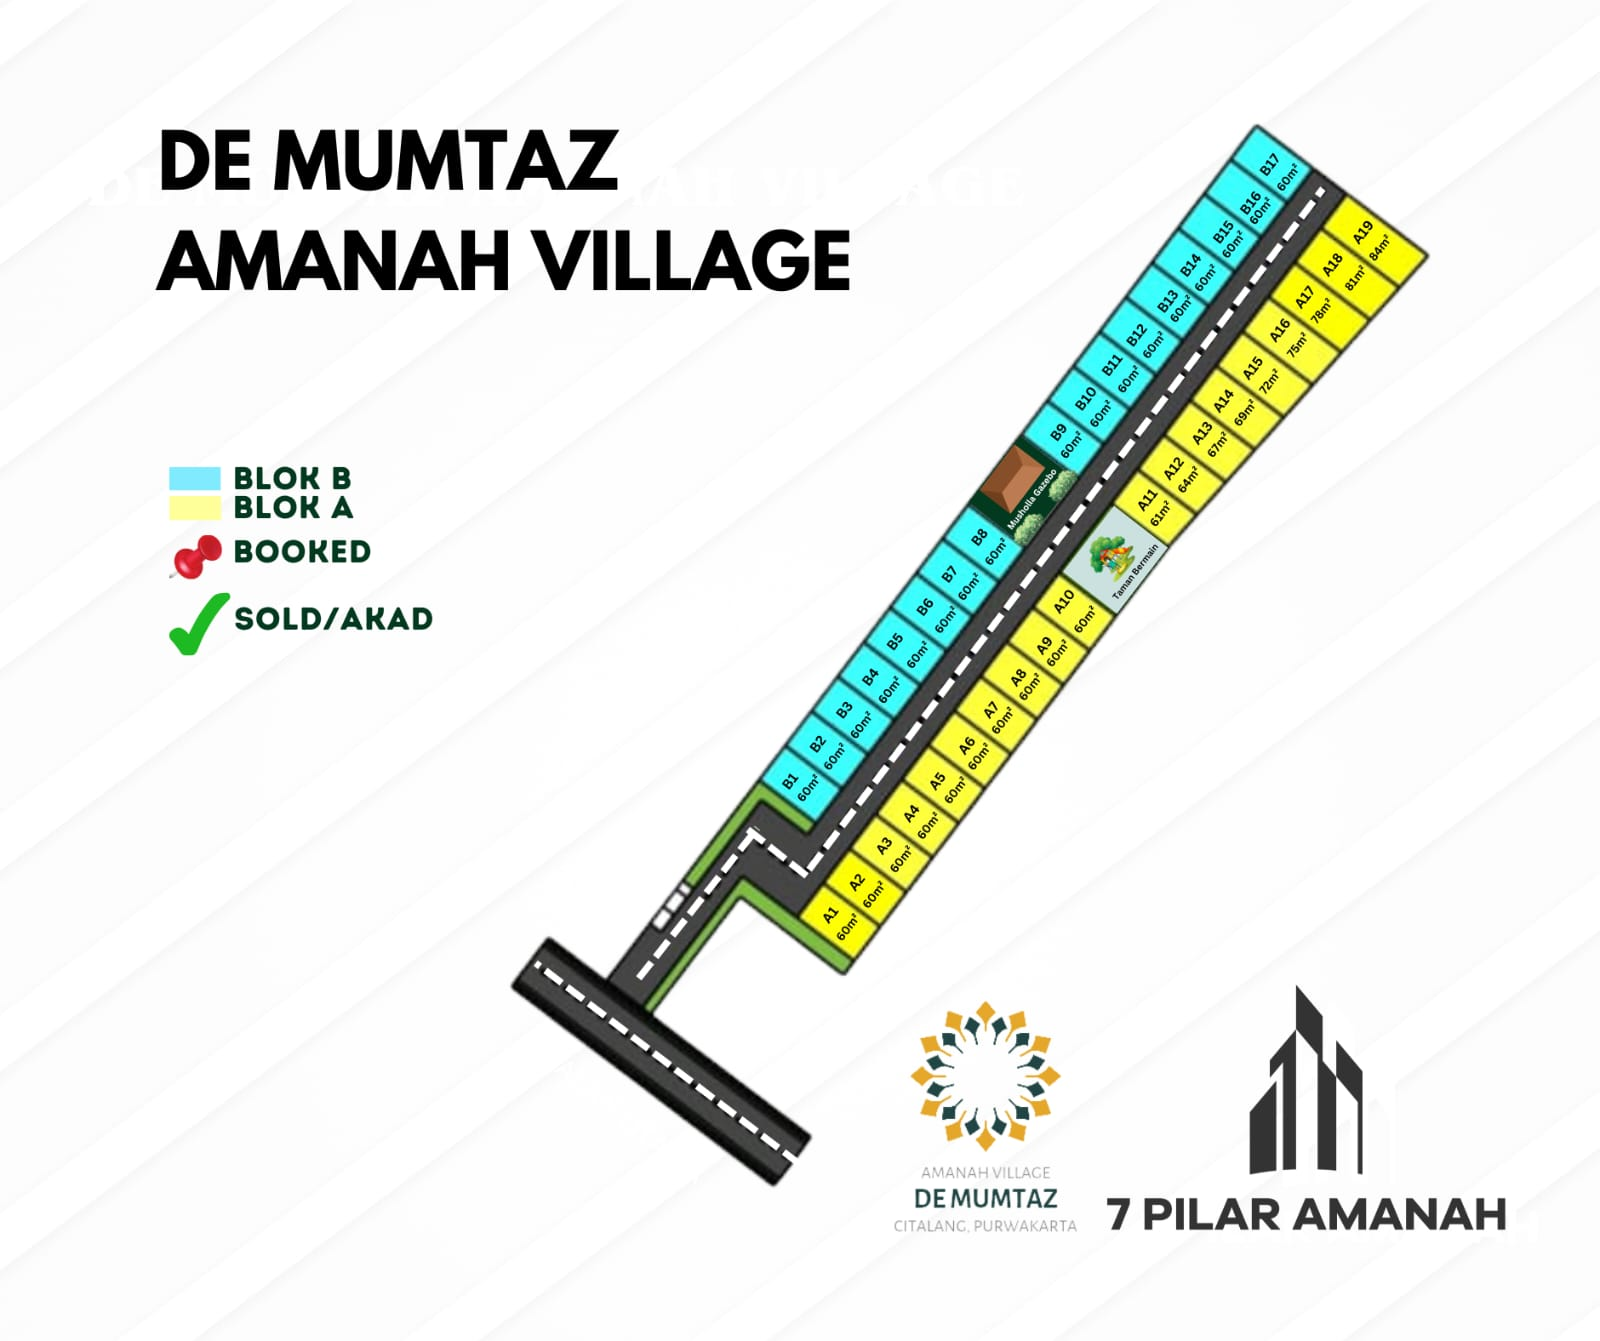 DE MUMTAZ
AMANAH VILLAGE
BLOK B
BLOK A
BOOKED
SOLD/AKAD
B17
60m²
B16
60m²
B15
60m²
B14
60m²
B13
60m²
B12
60m²
B11
60m²
B10
60m²
B9
60m²
Musholla Gazebo
B8
60m²
B7
60m²
B6
60m²
B5
60m²
B4
60m²
B3
60m²
B2
60m²
B1
60m²
A19
84m²
A18
81m²
A17
78m²
A16
75m²
A15
72m²
A14
69m²
A13
67m²
A12
64m²
A11
61m²
Taman Bermain
A10
60m²
A9
60m²
A8
60m²
A7
60m²
A6
60m²
A5
60m²
A4
60m²
A3
60m²
A2
60m²
A1
60m²
AMANAH VILLAGE
DE MUMTAZ
CITALANG, PURWAKARTA
7 PILAR AMANAH